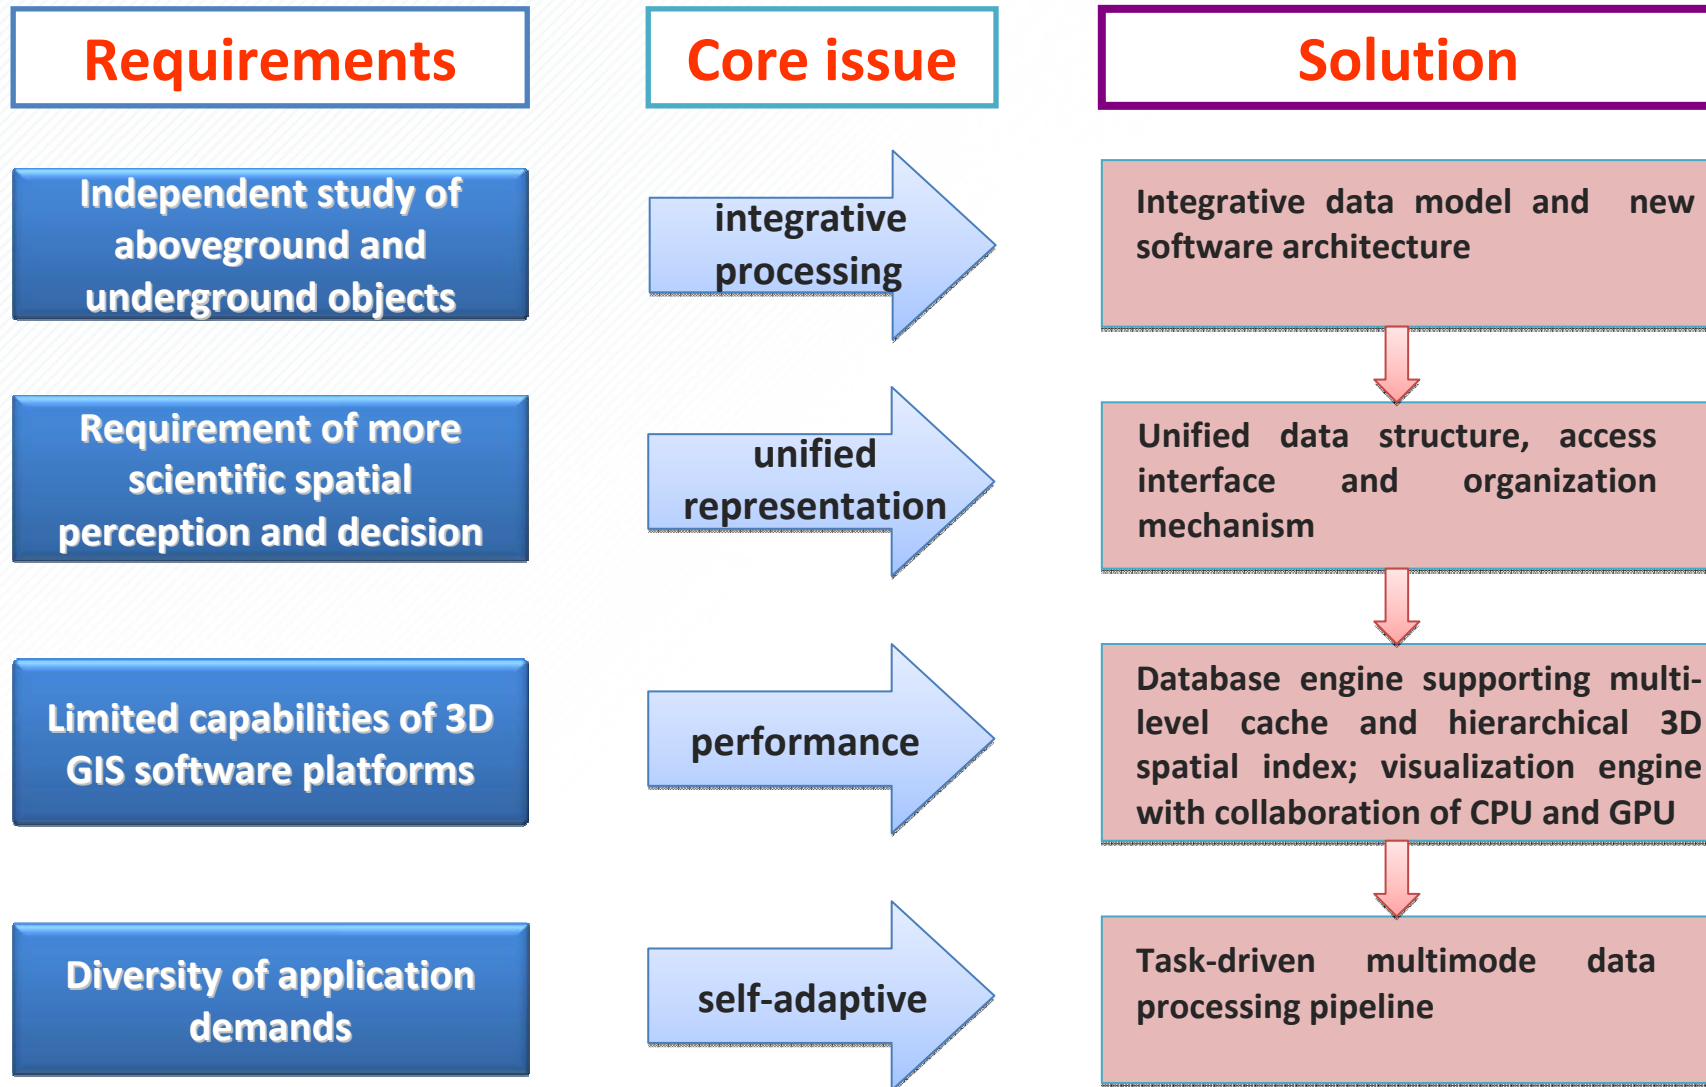 Requirements
Core issue
Solution
Independent study of
aboveground and
underground objects
integrative
processing
Integrative data model and new
software architecture
Requirement of more
scientific spatial
perception and decision
unified
representation
Unified data structure, access
interface and organization
mechanism
Limited capabilities of 3D
GIS software platforms
performance
Database engine supporting multi-
level cache and hierarchical 3D
spatial index; visualization engine
with collaboration of CPU and GPU
Diversity of application
demands
self-adaptive
Task-driven multimode data
processing pipeline